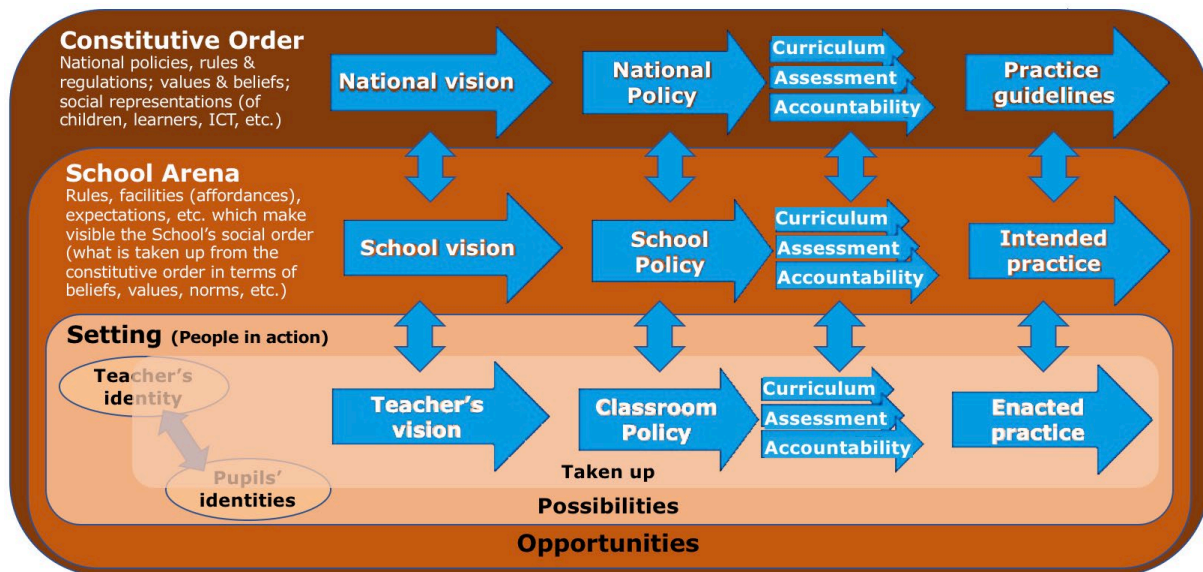 Constitutive Order
National policies, rules &
regulations; values & beliefs;
social representations (of
children, learners, ICT, etc.)
National vision
National
Policy
Curriculum
Assessment
Accountability
Practice
guidelines
School Arena
Rules, facilities (affordances),
expectations, etc. which make
visible the School's social order
(what is taken up from the
constitutive order in terms of
beliefs, values, norms, etc.)
School vision
School
Policy
Curriculum
Assessment
Accountability
Intended
practice
Setting (People in action)
Teacher's
identity
Pupils'
identities
Teacher's
vision
Classroom
Policy
Curriculum
Assessment
Accountability
Enacted
practice
Taken up
Possibilities
Opportunities